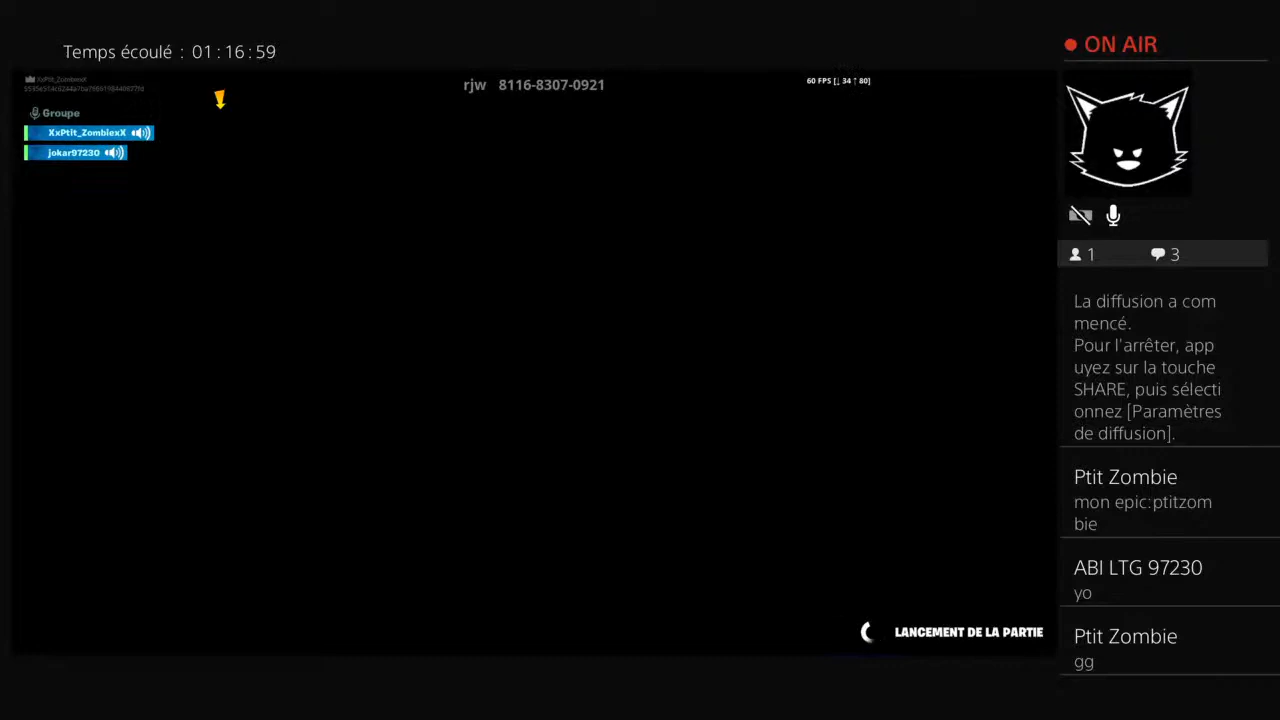 Temps écoulé : 01:16:59
ON AIR
XxPtit_ZombiexX
rjw 8116-8307-0921
60 FPS [↓ 34 ↑ 80]
Groupe
XxPtit_ZombiexX
jokar97230
1 3
La diffusion a com
mencé.
Pour l'arrêter, app
uyez sur la touche
SHARE, puis sélecti
onnez [Paramètres
de diffusion].
Ptit Zombie
mon epic:ptitzom
bie
ABI LTG 97230
yo
Ptit Zombie
gg
LANCEMENT DE LA PARTIE